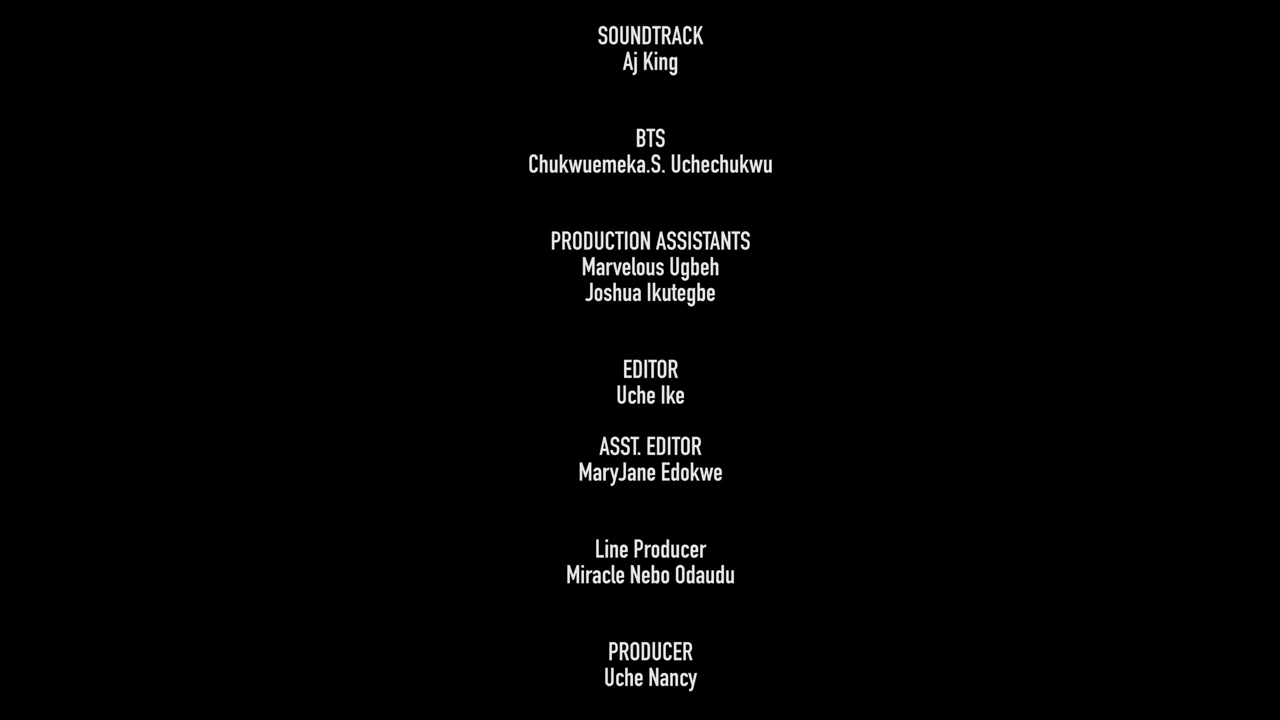 SOUNDTRACK
Aj King
BTS
Chukwuemeka.S. Uchechukwu
PRODUCTION ASSISTANTS
Marvelous Ugbeh
Joshua Ikutegbe
EDITOR
Uche Ike
ASST. EDITOR
MaryJane Edokwe
Line Producer
Miracle Nebo Odaudu
PRODUCER
Uche Nancy